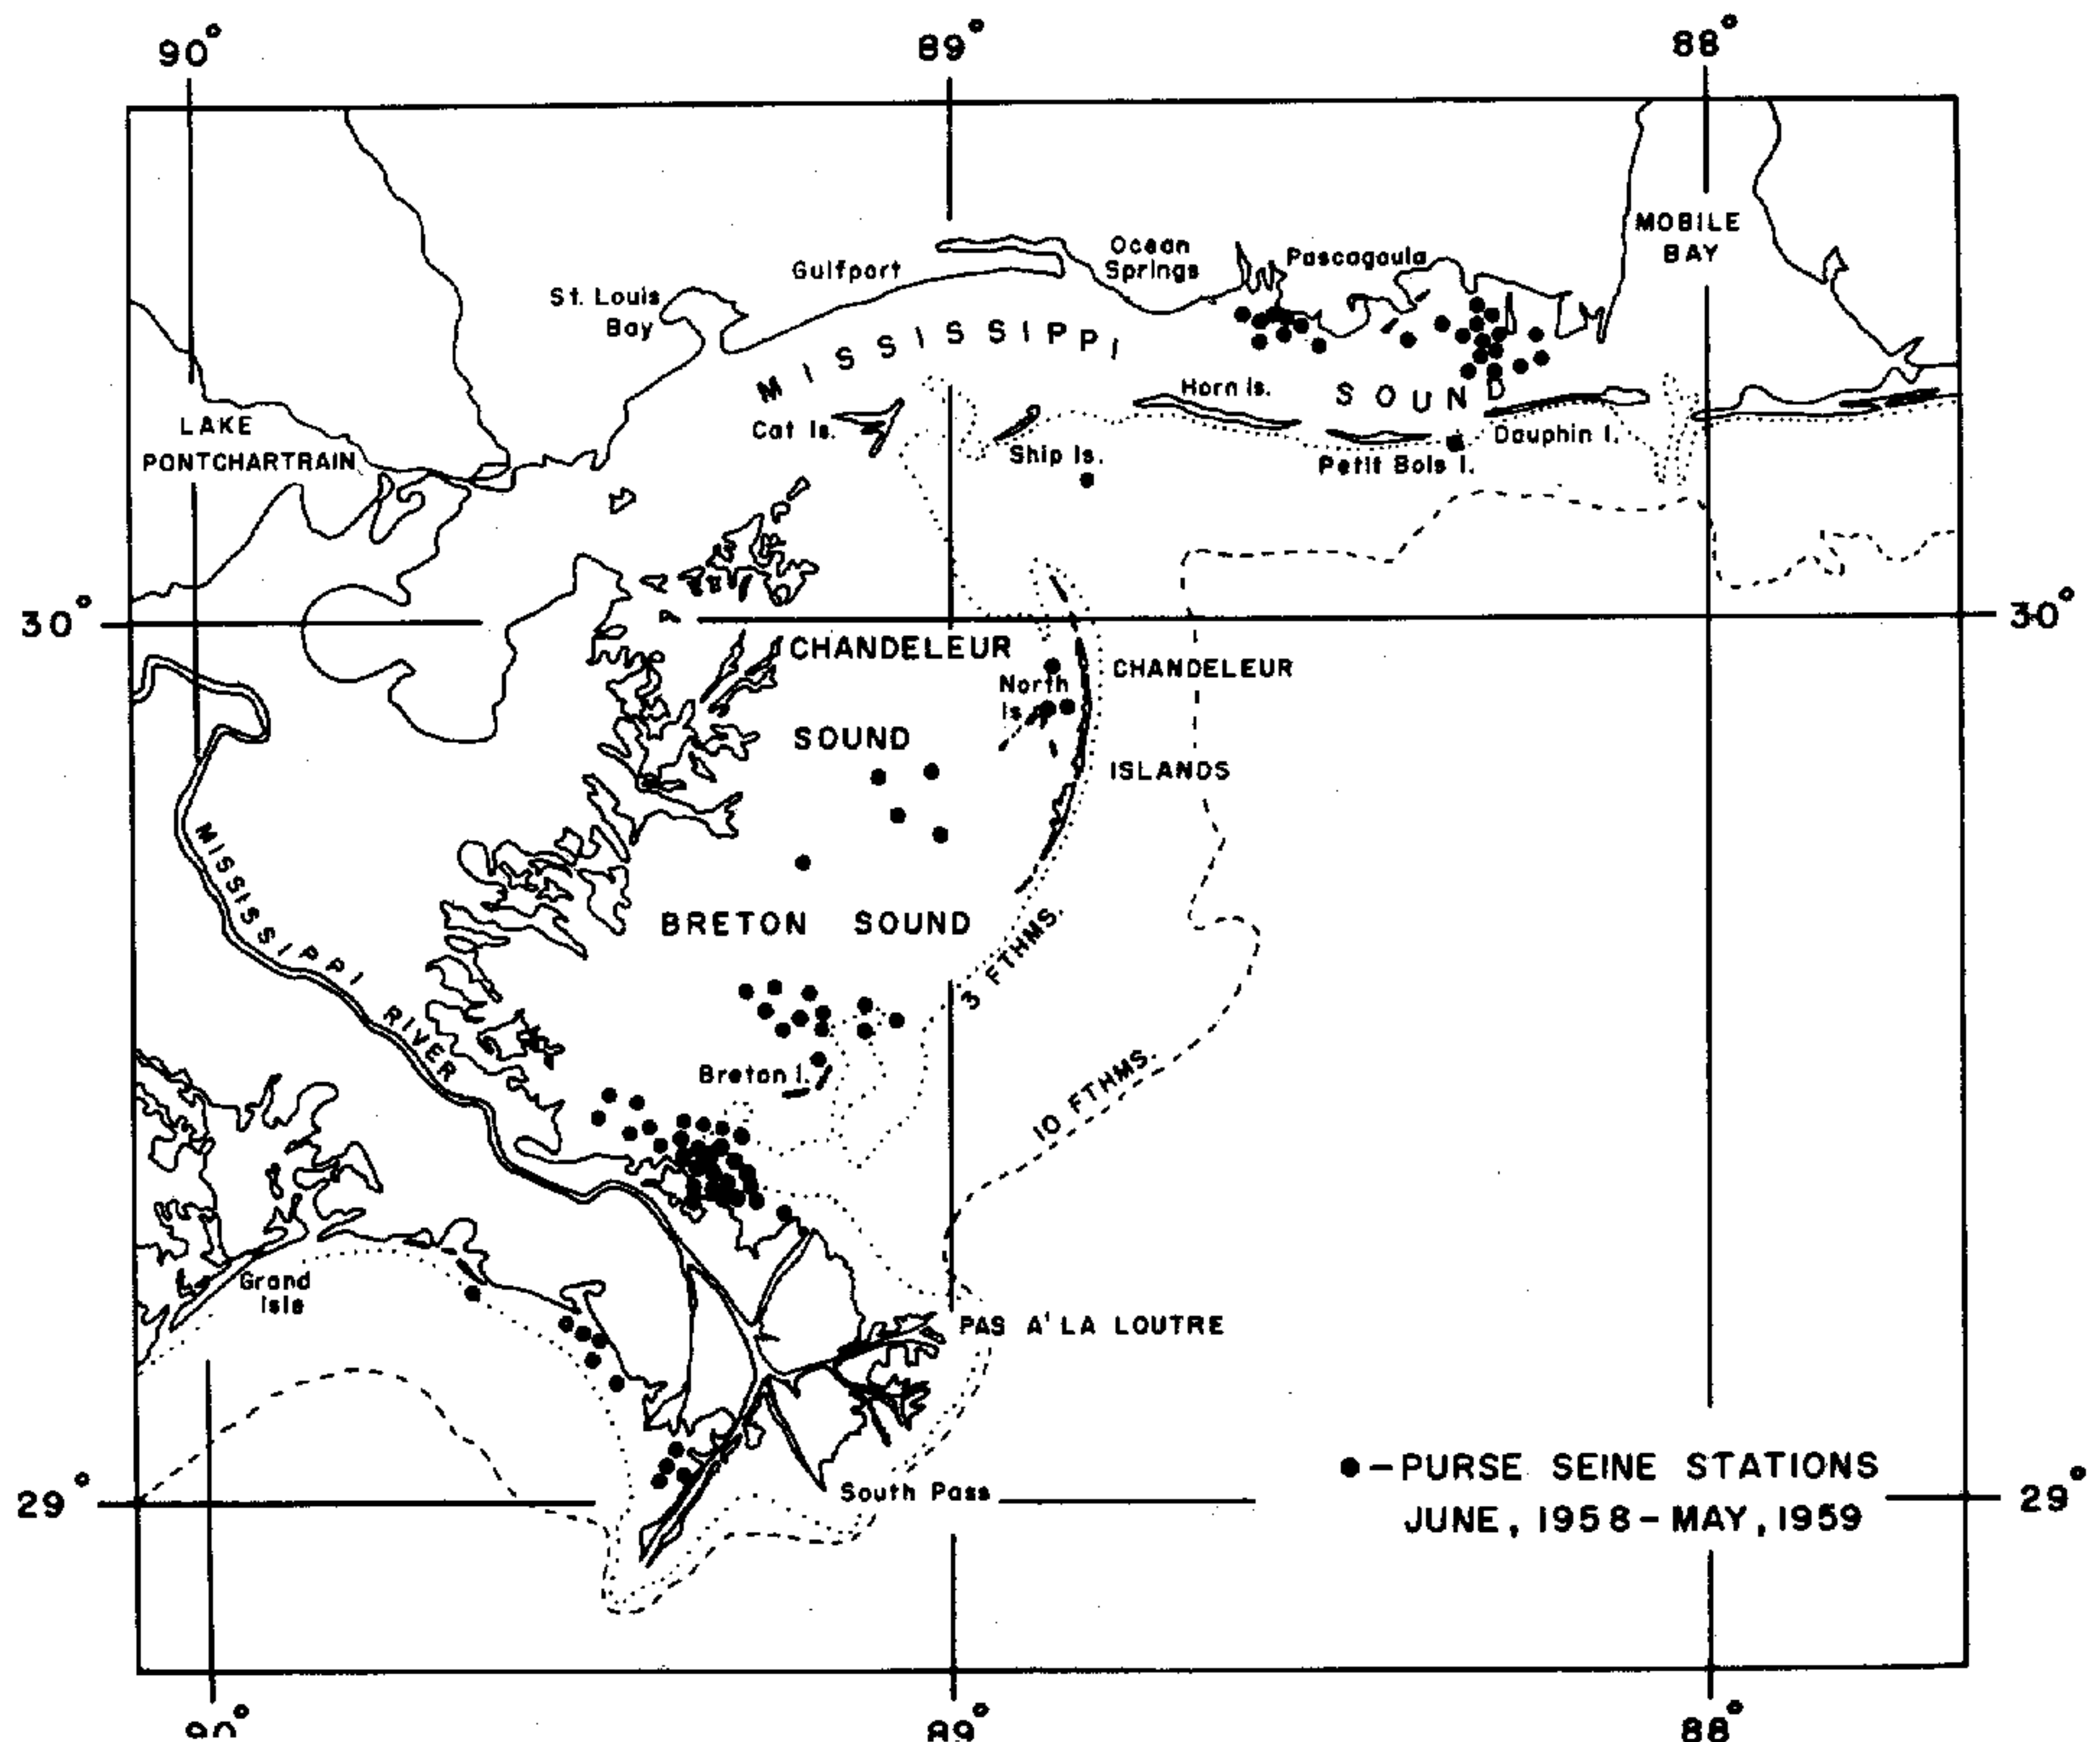 90° 89° 88°
MOBILE
BAY
Ocean
Springs
Pascagoula
Gulfport
St. Louis
Bay
MISSISSIPPI
SOUND
Horn Is.
Cat Is.
Ship Is.
Petit Bois I.
Dauphin I.
LAKE
PONTCHARTRAIN
30° 30°
CHANDELEUR
SOUND
CHANDELEUR
ISLANDS
North
Is.
MISSISSIPPI RIVER
BRETON SOUND
3 FTHMS.
10 FTHMS.
Breton I.
Grand
Isle
PAS A' LA LOUTRE
South Pass
●-PURSE SEINE STATIONS
JUNE, 1958-MAY, 1959
29° 29°
90° 89° 88°